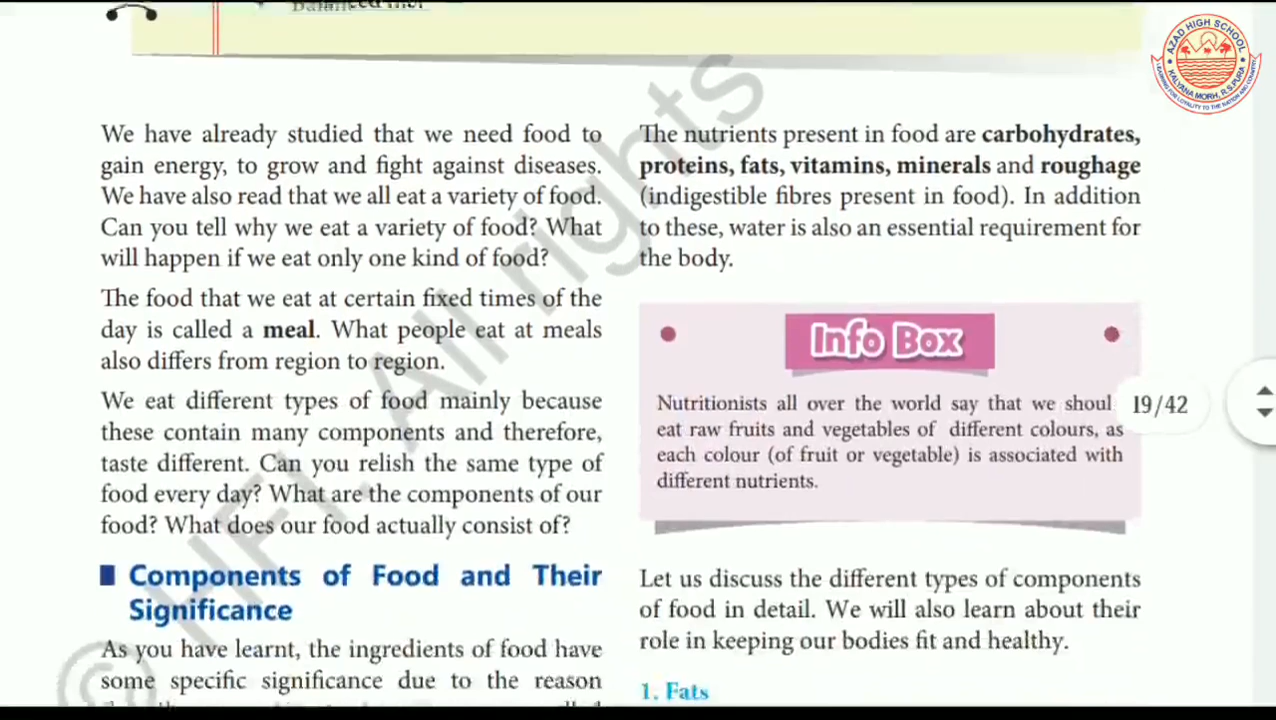 We have already studied that we need food to
gain energy, to grow and fight against diseases.
We have also read that we all eat a variety of food.
Can you tell why we eat a variety of food? What
will happen if we eat only one kind of food?
The food that we eat at certain fixed times of the
day is called a meal. What people eat at meals
also differs from region to region.
We eat different types of food mainly because
these contain many components and therefore,
taste different. Can you relish the same type of
food every day? What are the components of our
food? What does our food actually consist of?
Components of Food and Their
Significance
As you have learnt, the ingredients of food have
some specific significance due to the reason
The nutrients present in food are carbohydrates,
proteins, fats, vitamins, minerals and roughage
(indigestible fibres present in food). In addition
to these, water is also an essential requirement for
the body.
Info Box
Nutritionists all over the world say that we shoul
eat raw fruits and vegetables of different colours, as
each colour (of fruit or vegetable) is associated with
different nutrients.
Let us discuss the different types of components
of food in detail. We will also learn about their
role in keeping our bodies fit and healthy.
1. Fats
19/42
AZAD HIGH SCHOOL
KALYANA MORH, R.S.PURA
© HFI. All rights